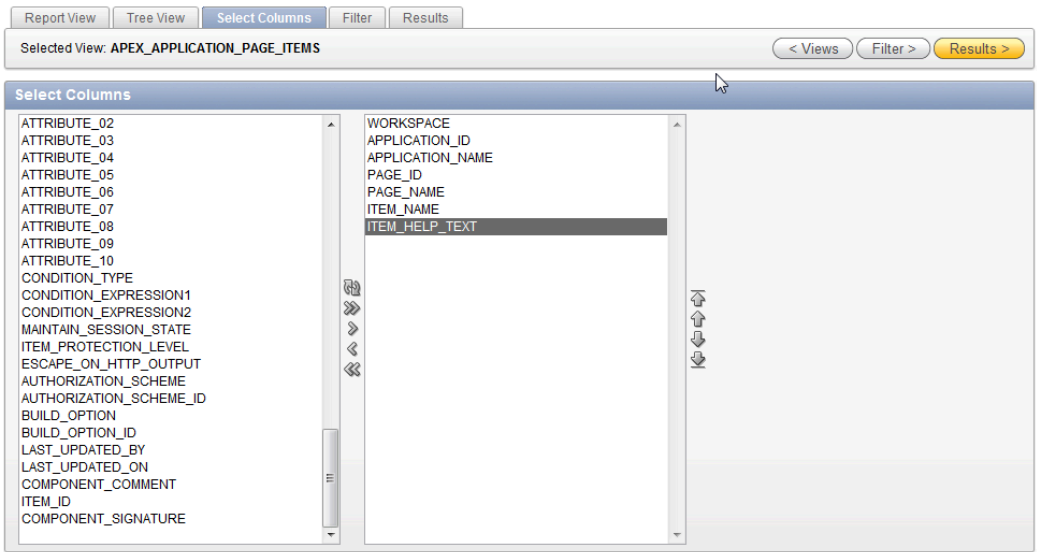 Report View Tree View Select Columns Filter Results
Selected View: APEX_APPLICATION_PAGE_ITEMS
< Views Filter > Results >
Select Columns
ATTRIBUTE_02
ATTRIBUTE_03
ATTRIBUTE_04
ATTRIBUTE_05
ATTRIBUTE_06
ATTRIBUTE_07
ATTRIBUTE_08
ATTRIBUTE_09
ATTRIBUTE_10
CONDITION_TYPE
CONDITION_EXPRESSION1
CONDITION_EXPRESSION2
MAINTAIN_SESSION_STATE
ITEM_PROTECTION_LEVEL
ESCAPE_ON_HTTP_OUTPUT
AUTHORIZATION_SCHEME
AUTHORIZATION_SCHEME_ID
BUILD_OPTION
BUILD_OPTION_ID
LAST_UPDATED_BY
LAST_UPDATED_ON
COMPONENT_COMMENT
ITEM_ID
COMPONENT_SIGNATURE
WORKSPACE
APPLICATION_ID
APPLICATION_NAME
PAGE_ID
PAGE_NAME
ITEM_NAME
ITEM_HELP_TEXT